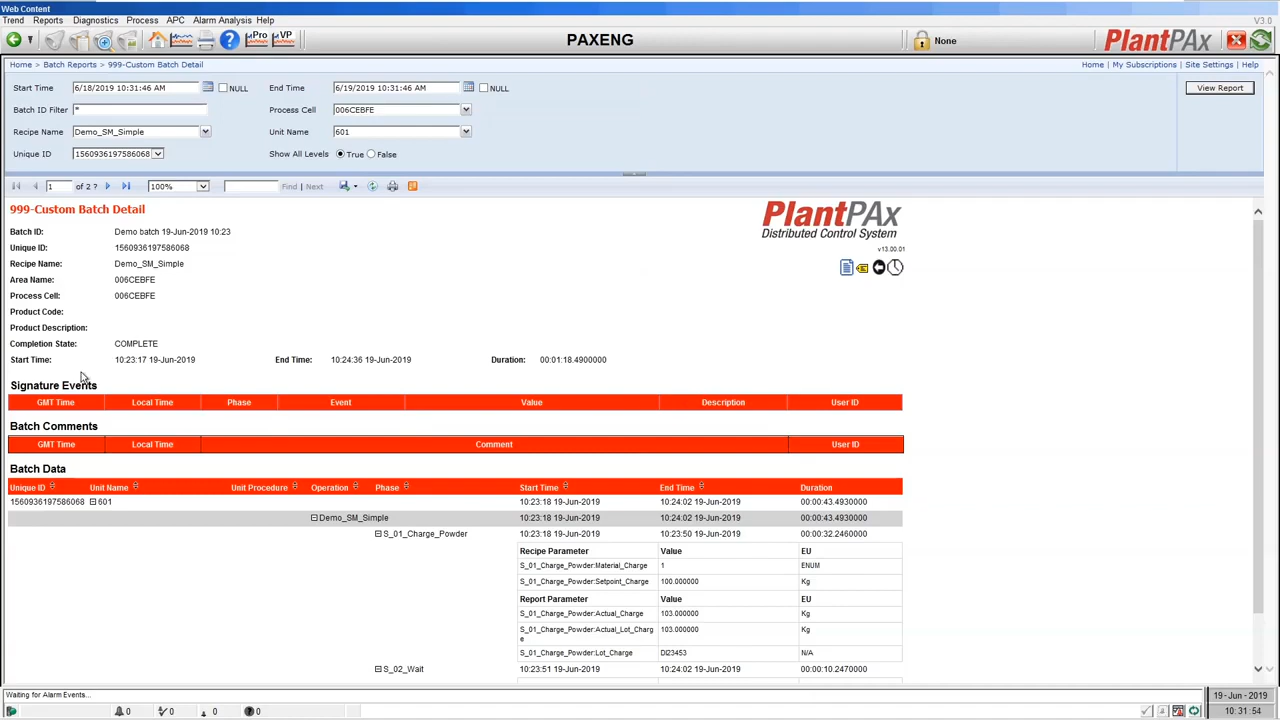 Web Content
Trend Reports Diagnostics Process APC Alarm Analysis Help V3.0
Pro VP PAXENG None PlantPAx
Home > Batch Reports > 999-Custom Batch Detail Home | My Subscriptions | Site Settings | Help
Start Time 6/18/2019 10:31:46 AM NULL End Time 6/19/2019 10:31:46 AM NULL View Report
Batch ID Filter * Process Cell 006CEBFE
Recipe Name Demo_SM_Simple Unit Name 601
Unique ID 1560936197586068 Show All Levels True False
1 of 2 ? 100% Find | Next
999-Custom Batch Detail PlantPAx
Distributed Control System
Batch ID: Demo batch 19-Jun-2019 10:23
Unique ID: 1560936197586068 v13.00.01
Recipe Name: Demo_SM_Simple
Area Name: 006CEBFE
Process Cell: 006CEBFE
Product Code:
Product Description:
Completion State: COMPLETE
Start Time: 10:23:17 19-Jun-2019 End Time: 10:24:36 19-Jun-2019 Duration: 00:01:18.4900000
Signature Events
GMT Time Local Time Phase Event Value Description User ID
Batch Comments
GMT Time Local Time Comment User ID
Batch Data
Unique ID Unit Name Unit Procedure Operation Phase Start Time End Time Duration
1560936197586068 601 10:23:18 19-Jun-2019 10:24:02 19-Jun-2019 00:00:43.4930000
Demo_SM_Simple 10:23:18 19-Jun-2019 10:24:02 19-Jun-2019 00:00:43.4930000
S_01_Charge_Powder 10:23:18 19-Jun-2019 10:23:50 19-Jun-2019 00:00:32.2460000
Recipe Parameter Value EU
S_01_Charge_Powder:Material_Charge 1 ENUM
S_01_Charge_Powder:Setpoint_Charge 100.000000 Kg
Report Parameter Value EU
S_01_Charge_Powder:Actual_Charge 103.000000 Kg
S_01_Charge_Powder:Actual_Lot_Charg 103.000000 Kg
e
S_01_Charge_Powder:Lot_Charge DI23453 N/A
S_02_Wait 10:23:51 19-Jun-2019 10:24:02 19-Jun-2019 00:00:10.2470000
Waiting for Alarm Events... 19 - Jun - 2019
0 0 0 0 10:31:54